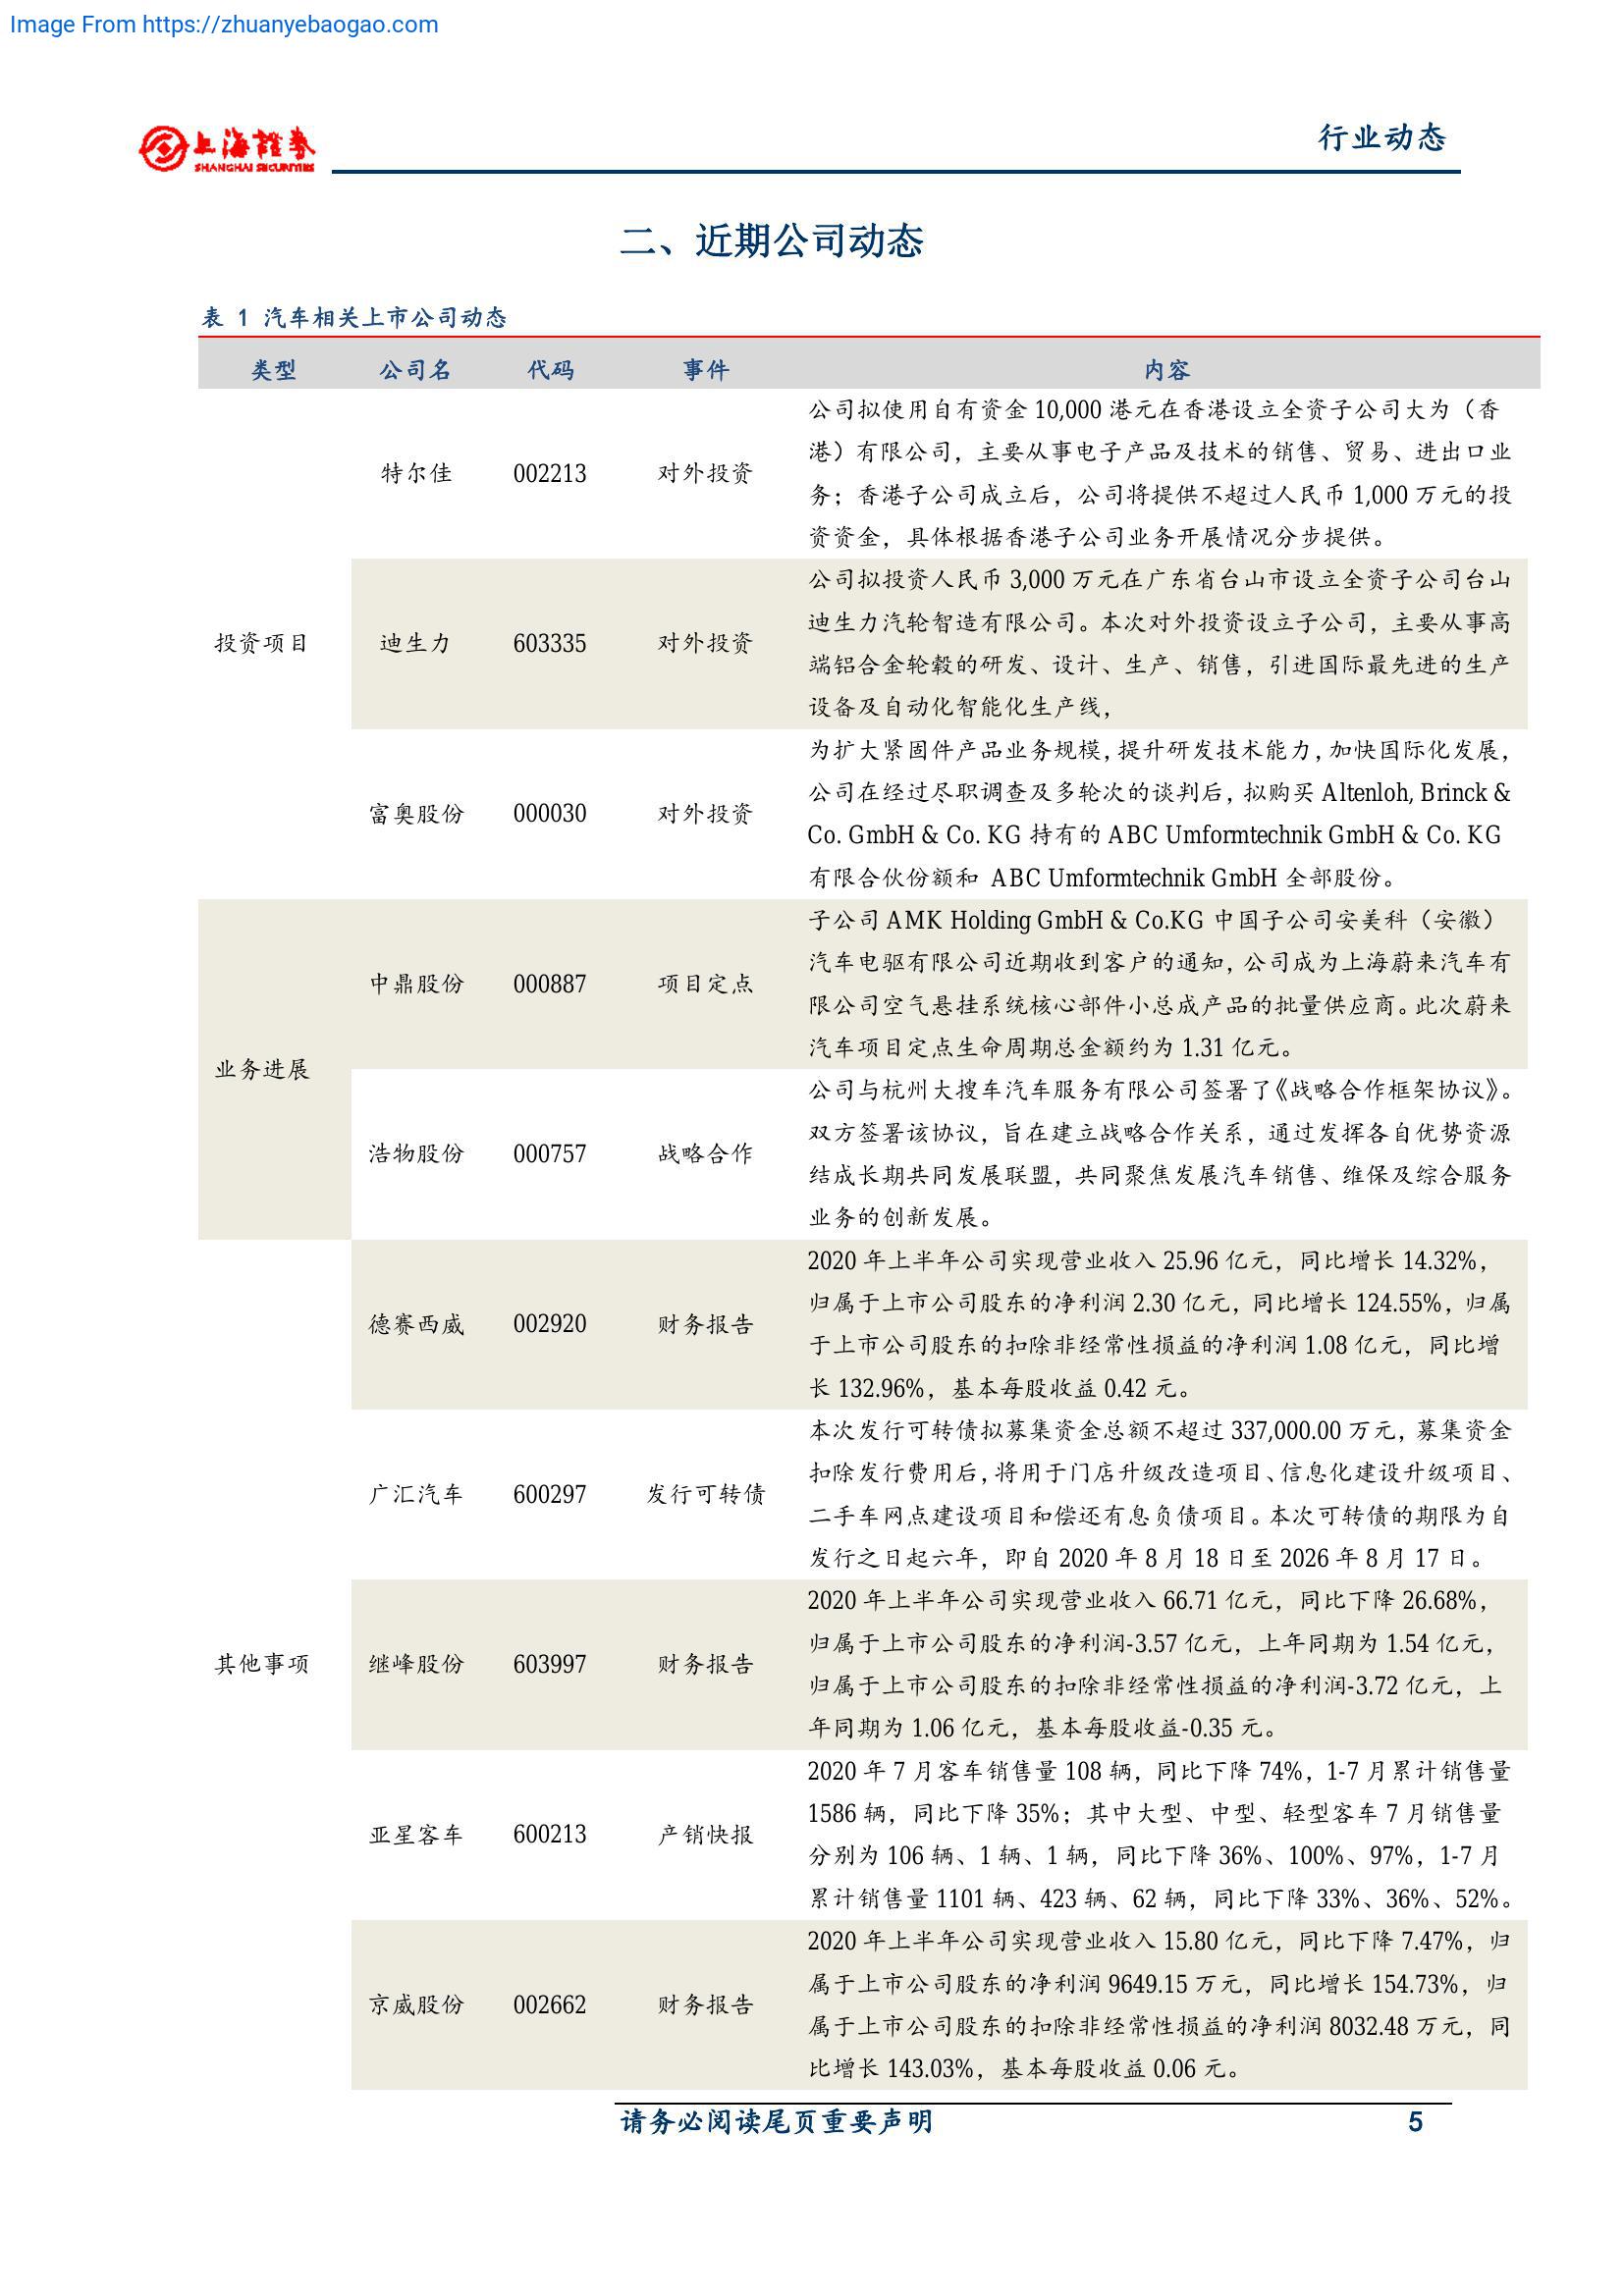 Image From https://zhuanyebaogao.com
上海證券
SHANGHAI SECURITIES
行业动态
二、近期公司动态
表 1 汽车相关上市公司动态
类型 公司名 代码 事件 内容
投资项目
特尔佳 002213 对外投资
公司拟使用自有资金 10,000 港元在香港设立全资子公司大为（香
港）有限公司，主要从事电子产品及技术的销售、贸易、进出口业
务；香港子公司成立后，公司将提供不超过人民币 1,000 万元的投
资资金，具体根据香港子公司业务开展情况分步提供。
迪生力 603335 对外投资
公司拟投资人民币 3,000 万元在广东省台山市设立全资子公司台山
迪生力汽轮智造有限公司。本次对外投资设立子公司，主要从事高
端铝合金轮毂的研发、设计、生产、销售，引进国际最先进的生产
设备及自动化智能化生产线，
富奥股份 000030 对外投资
为扩大紧固件产品业务规模，提升研发技术能力，加快国际化发展，
公司在经过尽职调查及多轮次的谈判后，拟购买 Altenloh, Brinck &
Co. GmbH & Co. KG 持有的 ABC Umformtechnik GmbH & Co. KG
有限合伙份额和 ABC Umformtechnik GmbH 全部股份。
业务进展
中鼎股份 000887 项目定点
子公司 AMK Holding GmbH & Co.KG 中国子公司安美科（安徽）
汽车电驱有限公司近期收到客户的通知，公司成为上海蔚来汽车有
限公司空气悬挂系统核心部件小总成产品的批量供应商。此次蔚来
汽车项目定点生命周期总金额约为 1.31 亿元。
浩物股份 000757 战略合作
公司与杭州大搜车汽车服务有限公司签署了《战略合作框架协议》。
双方签署该协议，旨在建立战略合作关系，通过发挥各自优势资源
结成长期共同发展联盟，共同聚焦发展汽车销售、维保及综合服务
业务的创新发展。
其他事项
德赛西威 002920 财务报告
2020 年上半年公司实现营业收入 25.96 亿元，同比增长 14.32%，
归属于上市公司股东的净利润 2.30 亿元，同比增长 124.55%，归属
于上市公司股东的扣除非经常性损益的净利润 1.08 亿元，同比增
长 132.96%，基本每股收益 0.42 元。
广汇汽车 600297 发行可转债
本次发行可转债拟募集资金总额不超过 337,000.00 万元，募集资金
扣除发行费用后，将用于门店升级改造项目、信息化建设升级项目、
二手车网点建设项目和偿还有息负债项目。本次可转债的期限为自
发行之日起六年，即自 2020 年 8 月 18 日至 2026 年 8 月 17 日。
继峰股份 603997 财务报告
2020 年上半年公司实现营业收入 66.71 亿元，同比下降 26.68%，
归属于上市公司股东的净利润-3.57 亿元，上年同期为 1.54 亿元，
归属于上市公司股东的扣除非经常性损益的净利润-3.72 亿元，上
年同期为 1.06 亿元，基本每股收益-0.35 元。
亚星客车 600213 产销快报
2020 年 7 月客车销售量 108 辆，同比下降 74%，1-7 月累计销售量
1586 辆，同比下降 35%；其中大型、中型、轻型客车 7 月销售量
分别为 106 辆、1 辆、1 辆，同比下降 36%、100%、97%，1-7 月
累计销售量 1101 辆、423 辆、62 辆，同比下降 33%、36%、52%。
京威股份 002662 财务报告
2020 年上半年公司实现营业收入 15.80 亿元，同比下降 7.47%，归
属于上市公司股东的净利润 9649.15 万元，同比增长 154.73%，归
属于上市公司股东的扣除非经常性损益的净利润 8032.48 万元，同
比增长 143.03%，基本每股收益 0.06 元。
请务必阅读尾页重要声明 5